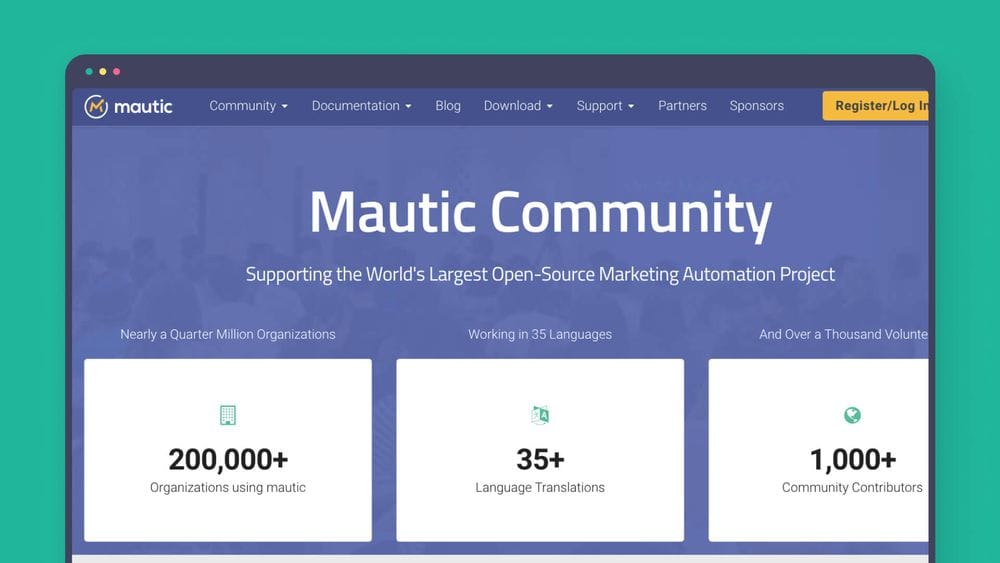 mautic Community Documentation Blog Download Support Partners Sponsors Register/Log In
Mautic Community
Supporting the World's Largest Open-Source Marketing Automation Project
Nearly a Quarter Million Organizations
Working in 35 Languages
And Over a Thousand Volunte
200,000+
Organizations using mautic
35+
Language Translations
1,000+
Community Contributors